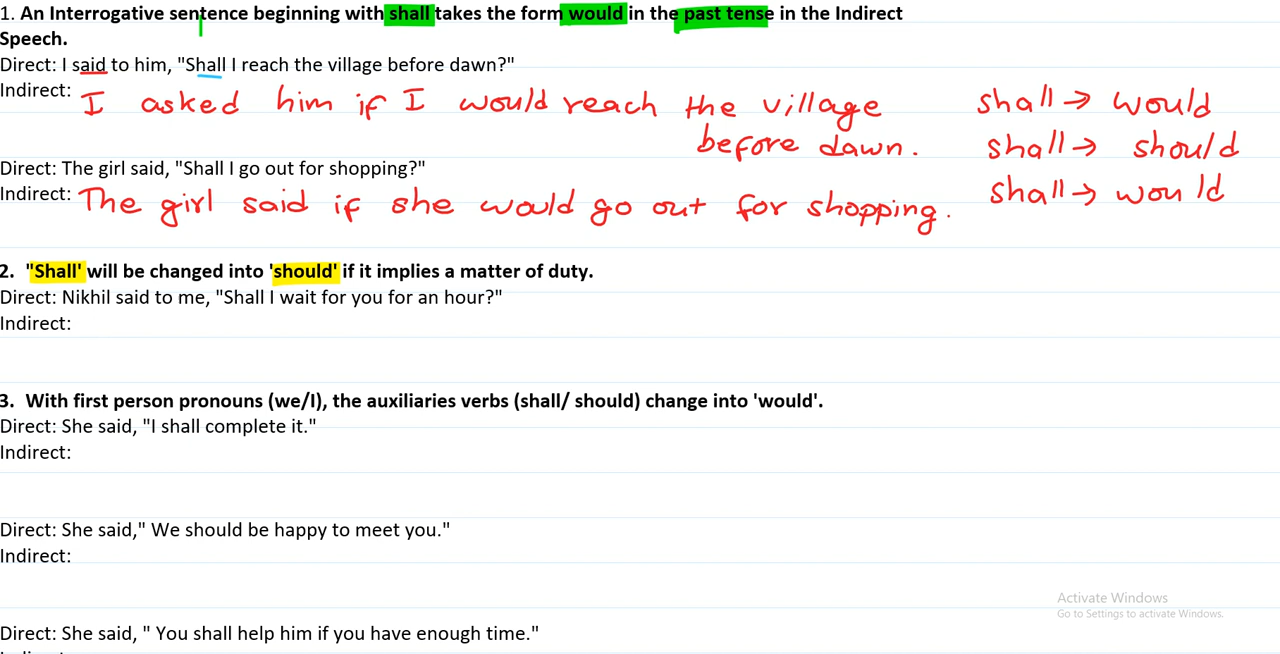 1. An Interrogative sentence beginning with shall takes the form would in the past tense in the Indirect
Speech.
Direct: I said to him, "Shall I reach the village before dawn?"
Indirect: I asked him if I would reach the village shall → would
before dawn. shall → should
Direct: The girl said, "Shall I go out for shopping?"
Indirect: The girl said if she would go out for shopping. shall → would
2. "Shall' will be changed into 'should' if it implies a matter of duty.
Direct: Nikhil said to me, "Shall I wait for you for an hour?"
Indirect:
3. With first person pronouns (we/I), the auxiliaries verbs (shall/ should) change into 'would'.
Direct: She said, "I shall complete it."
Indirect:
Direct: She said," We should be happy to meet you."
Indirect:
Activate Windows
Go to Settings to activate Windows.
Direct: She said, " You shall help him if you have enough time."